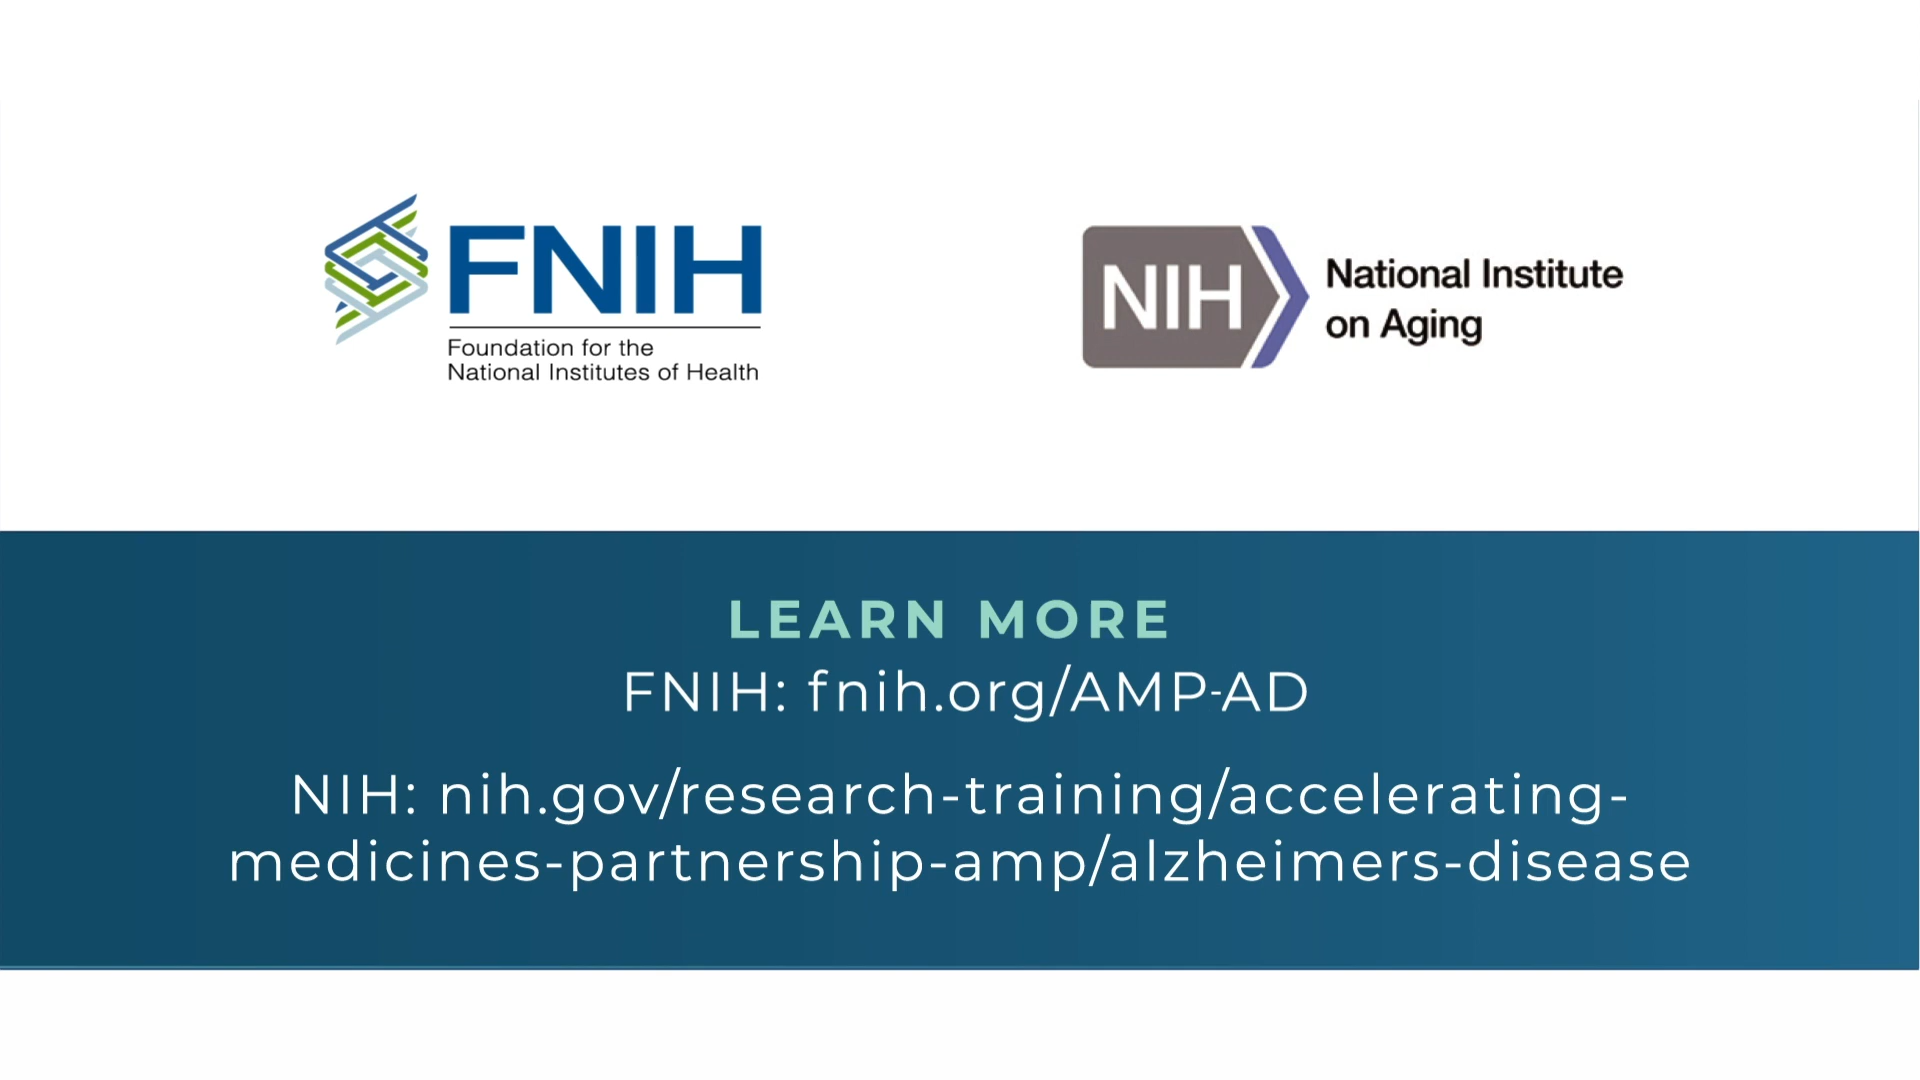 FNIH
Foundation for the
National Institutes of Health
NIH
National Institute
on Aging
LEARN MORE
FNIH: fnih.org/AMP-AD
NIH: nih.gov/research-training/accelerating-
medicines-partnership-amp/alzheimers-disease